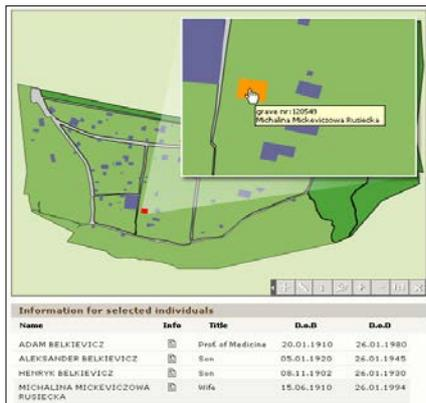 grave nr: 120549
Michalina Mickeviczowa Rusiecka
Information for selected individuals
Name Info Title D.o.B D.o.D
ADAM BELKIEVICZ Prof. of Medicine 20.01.1910 26.01.1980
ALEKSANDER BELKIEVICZ Son 05.01.1920 26.01.1945
HENRYK BELKIEVICZ Son 08.11.1902 26.01.1930
MICHALINA MICKEVICZOWA Wife 15.06.1910 26.01.1994
RUSIECKA